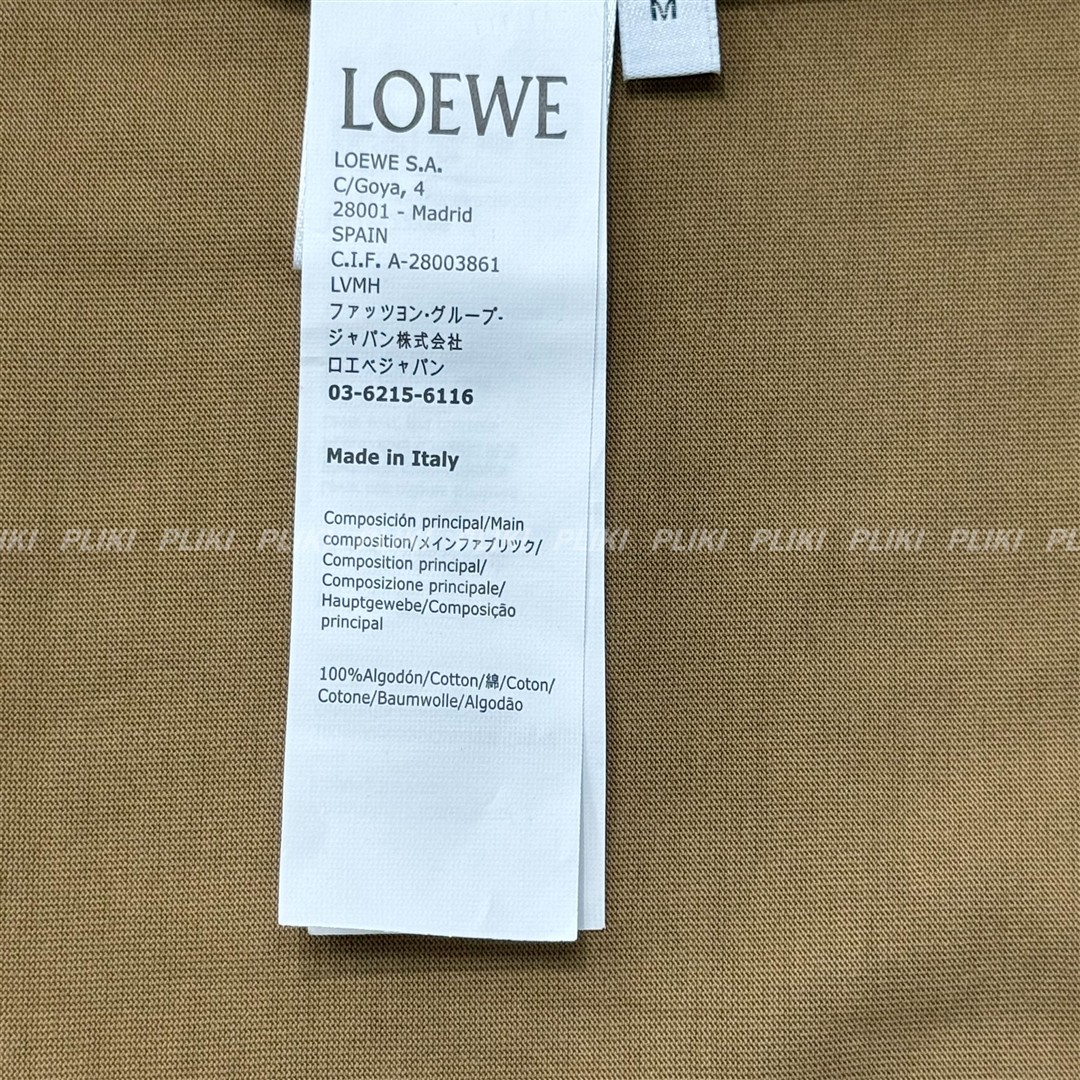 M
LOEWE
LOEWE S.A.
C/Goya, 4
28001 - Madrid
SPAIN
C.I.F. A-28003861
LVMH
ファッツヨン･グループ-
ジャパン株式会社
ロエベジャパン
03-6215-6116
Made in Italy
Composición principal/Main
composition/メインファブリック/
Composition principal/
Composizione principale/
Hauptgewebe/Composição
principal
100%Algodón/Cotton/綿/Coton/
Cotone/Baumwolle/Algodão
PLIKI PLIKI PLIKI PLIKI PLIKI PLIKI PLIKI